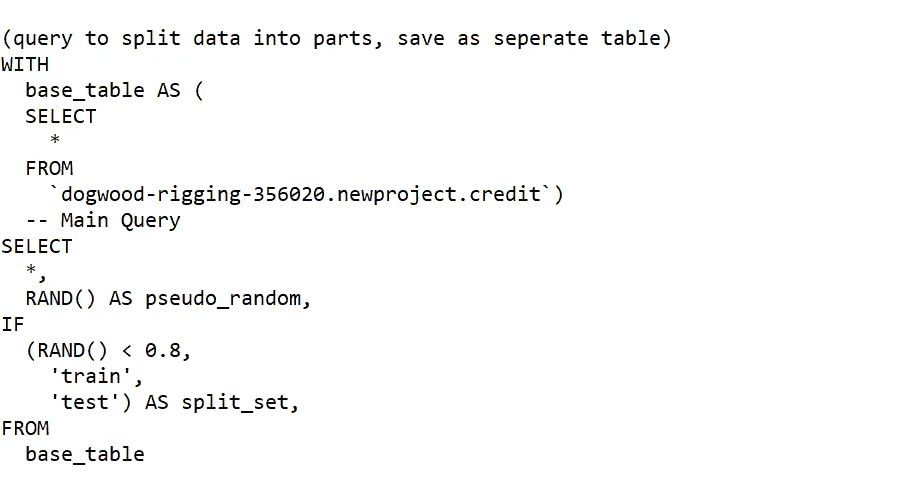 (query to split data into parts, save as seperate table)
WITH
  base_table AS (
  SELECT
    *
  FROM
    `dogwood-rigging-356020.newproject.credit`)
  -- Main Query
SELECT
  *,
  RAND() AS pseudo_random,
IF
  (RAND() < 0.8,
    'train',
    'test') AS split_set,
FROM
  base_table